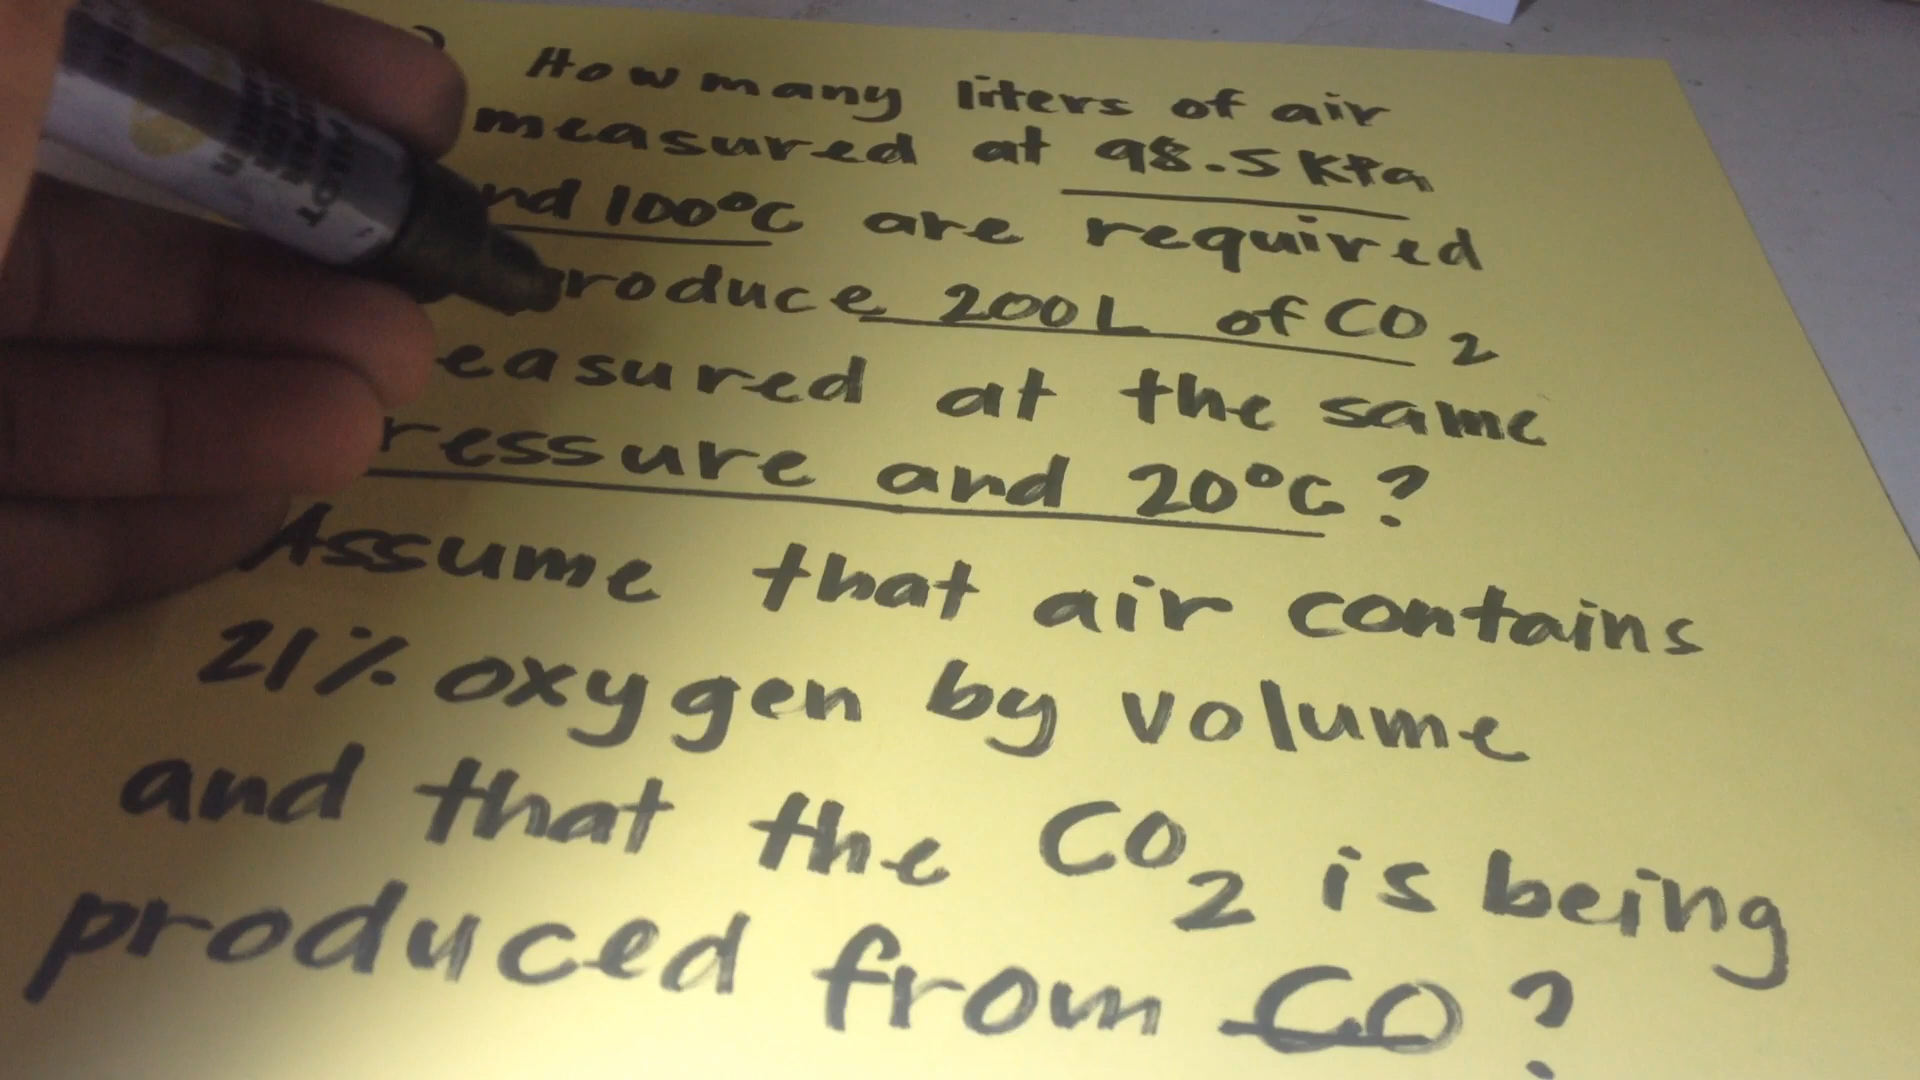 How many liters of air
measured at 98.5 kPa
nd 100°C are required
roduce 200L of CO2
easured at the same
ressure and 20°C?
Assume that air contains
21% oxygen by volume
and that the CO2 is being
produced from CO?
PILOT